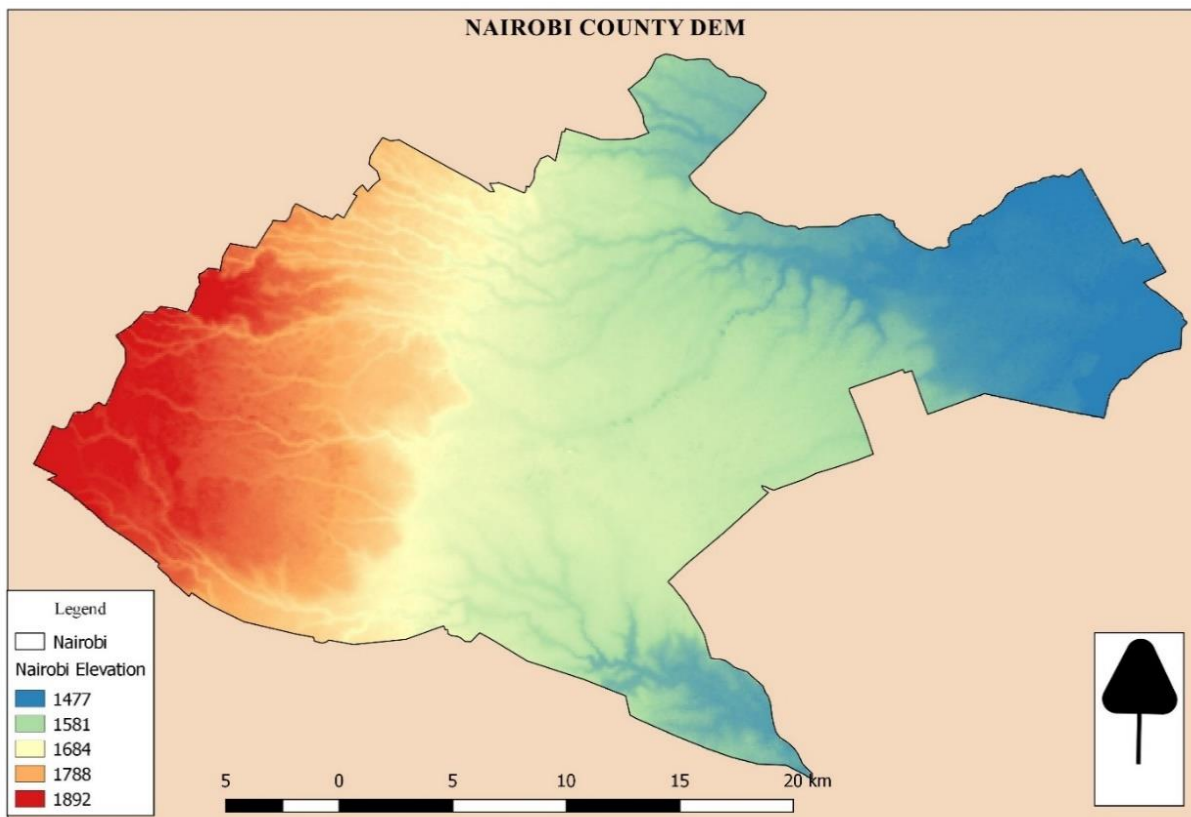 NAIROBI COUNTY DEM
Legend
Nairobi
Nairobi Elevation
1477
1581
1684
1788
1892
5 0 5 10 15 20 km